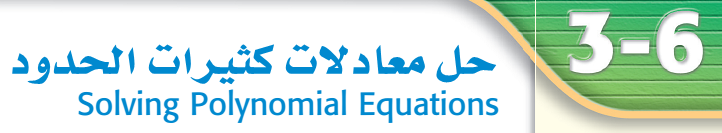 3-6
حل معادلات كثيرات الحدود
Solving Polynomial Equations